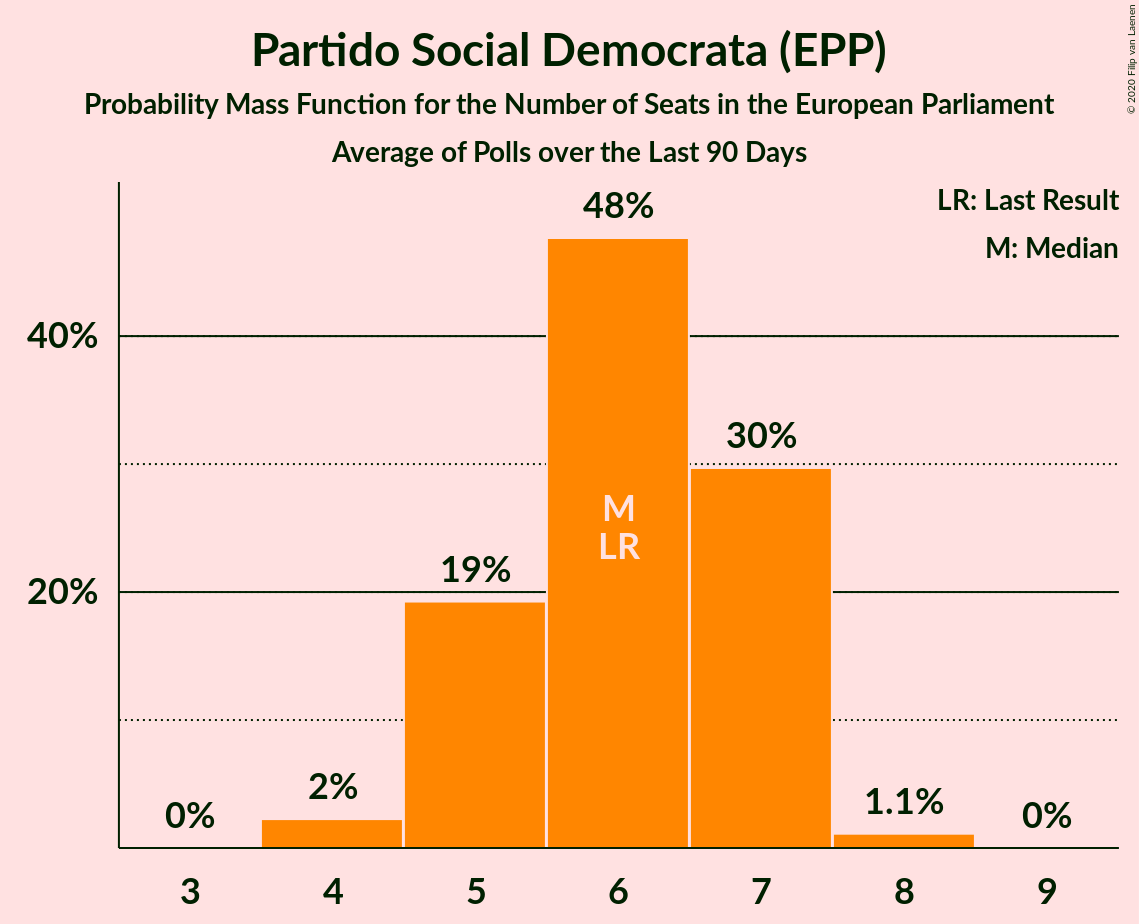 Partido Social Democrata (EPP)
Probability Mass Function for the Number of Seats in the European Parliament
Average of Polls over the Last 90 Days
© 2020 Filip van Laenen
LR: Last Result
M: Median
48%
40%
30%
M
LR
19%
20%
2%
1.1%
0%
0%
3 4 5 6 7 8 9